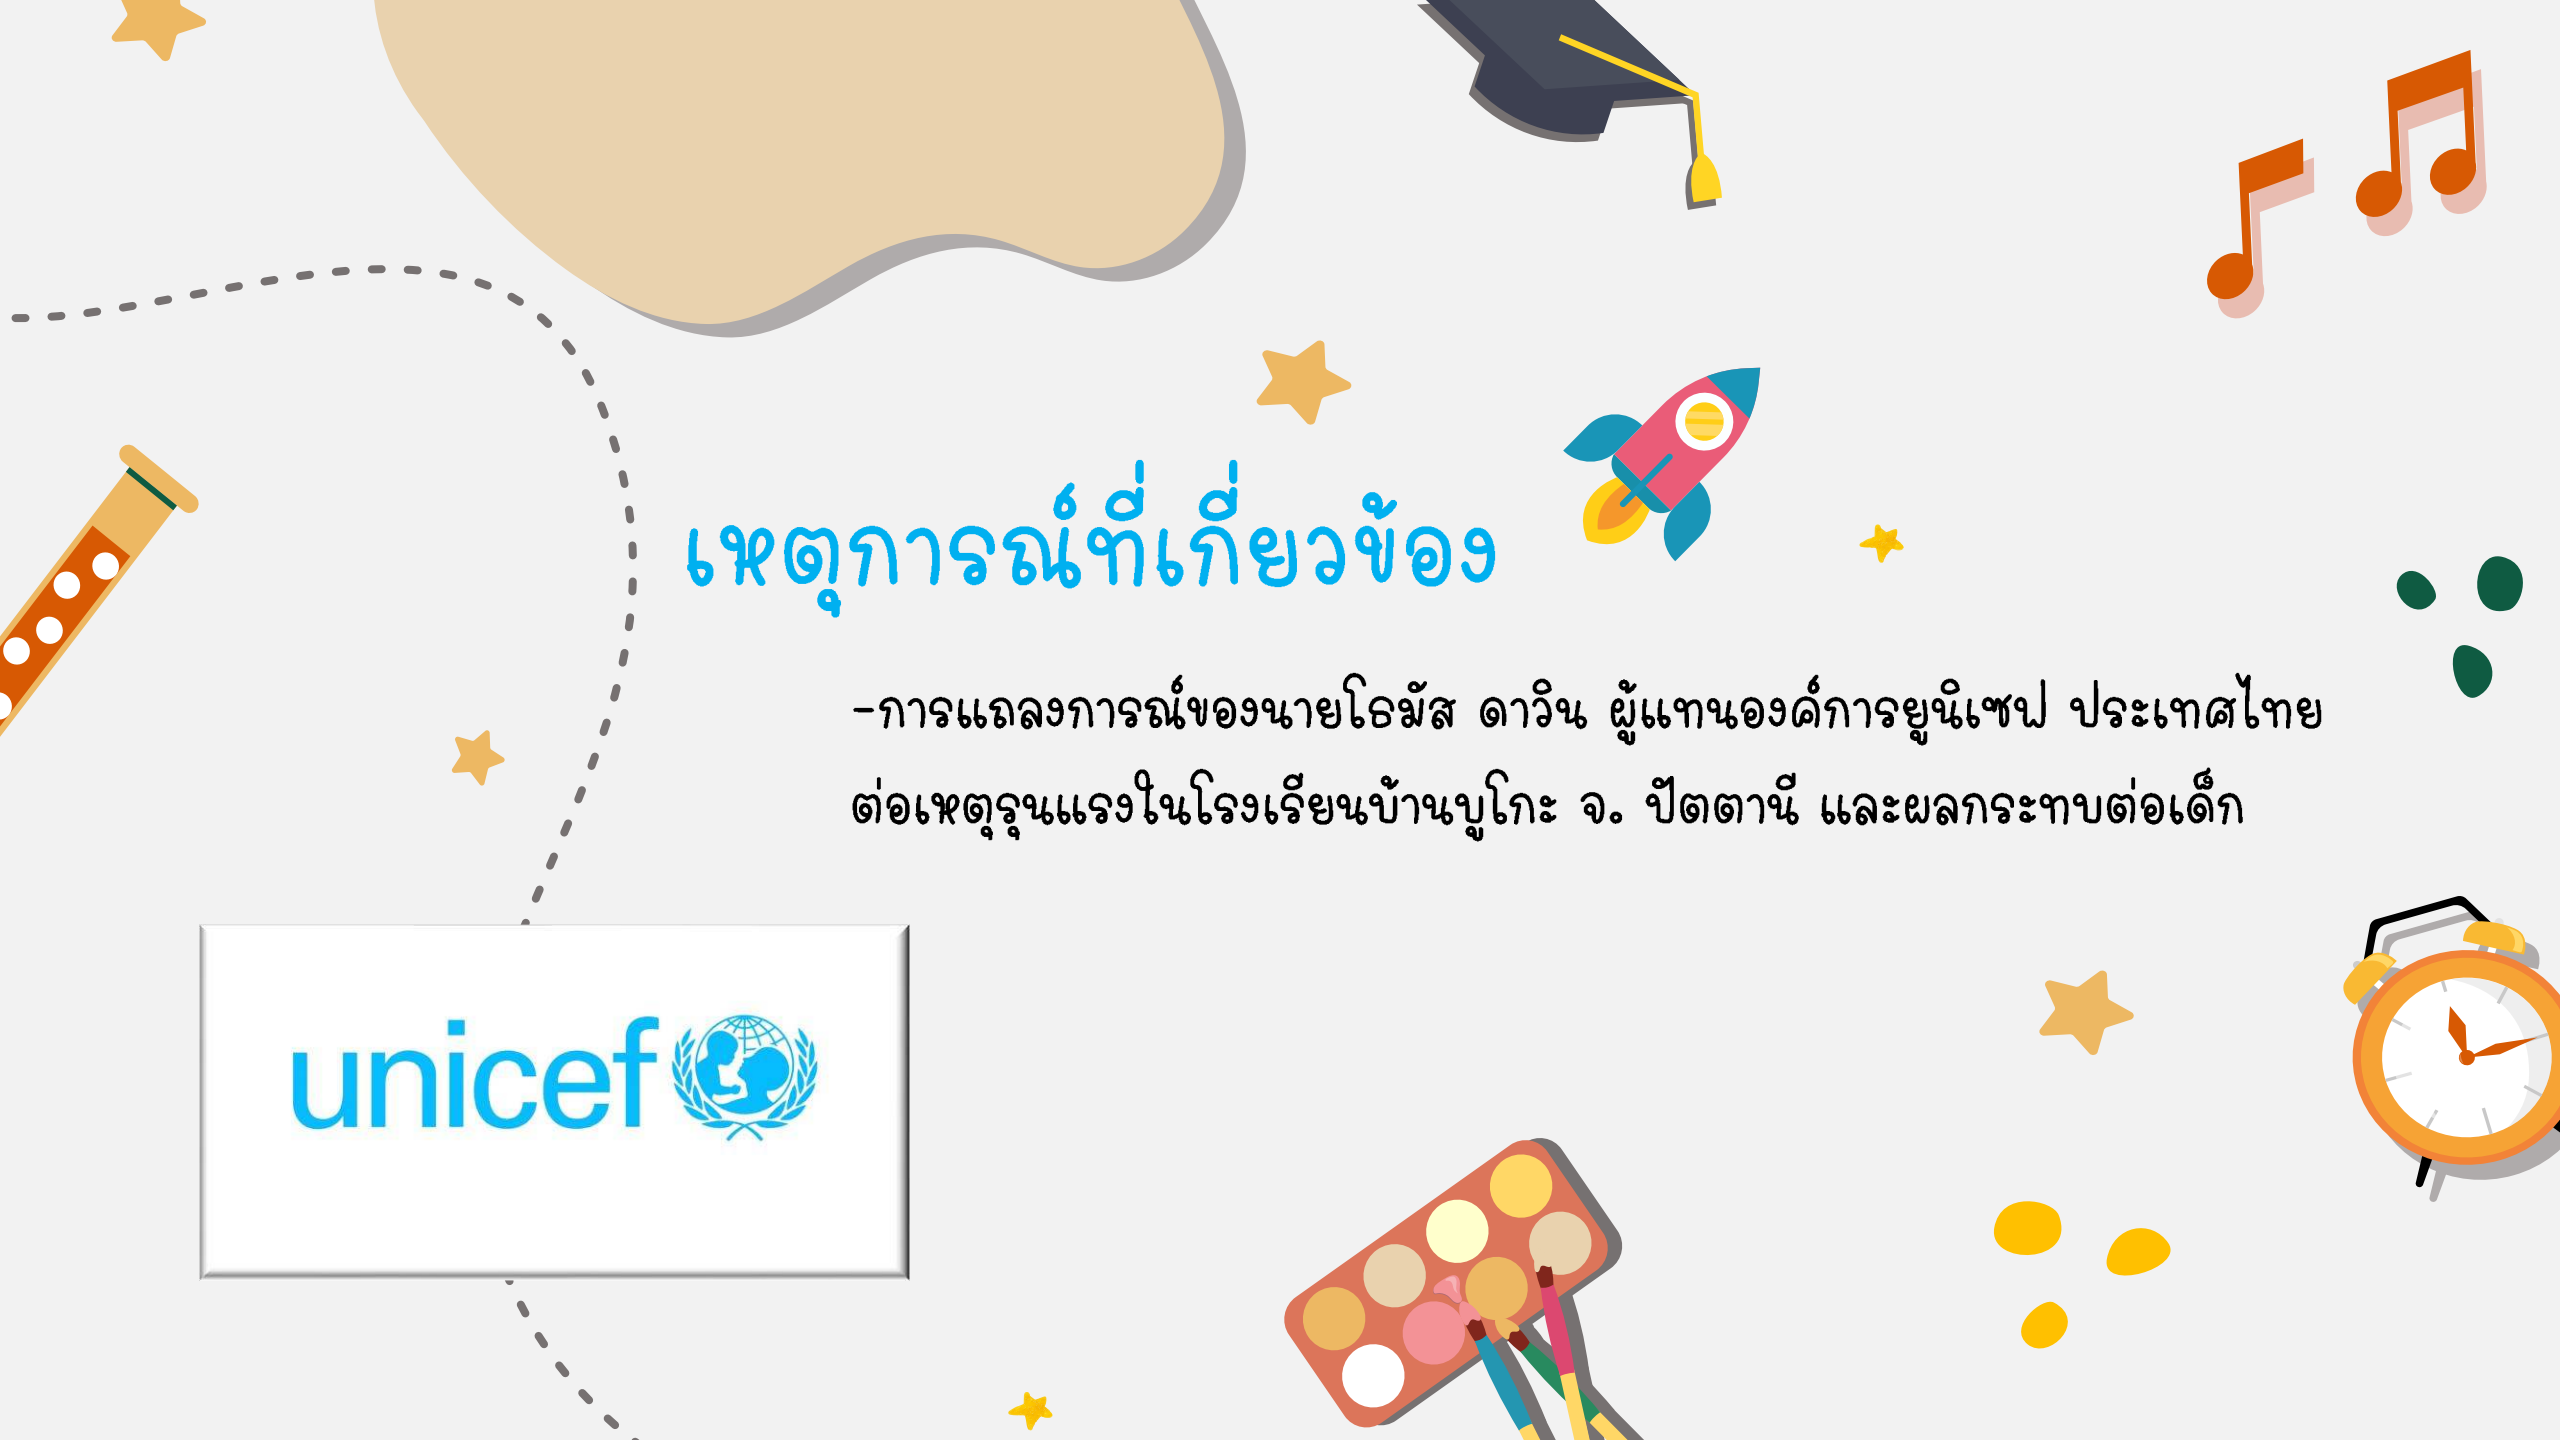 เหตุการณ์ที่เกี่ยวข้อง
-การแถลงการณ์ของนายโธมัส ดาวิน ผู้แทนองค์การยูนิเซฟ ประเทศไทย
ต่อเหตุรุนแรงในโรงเรียนบ้านบูโกะ จ. ปัตตานี และผลกระทบต่อเด็ก
unicef